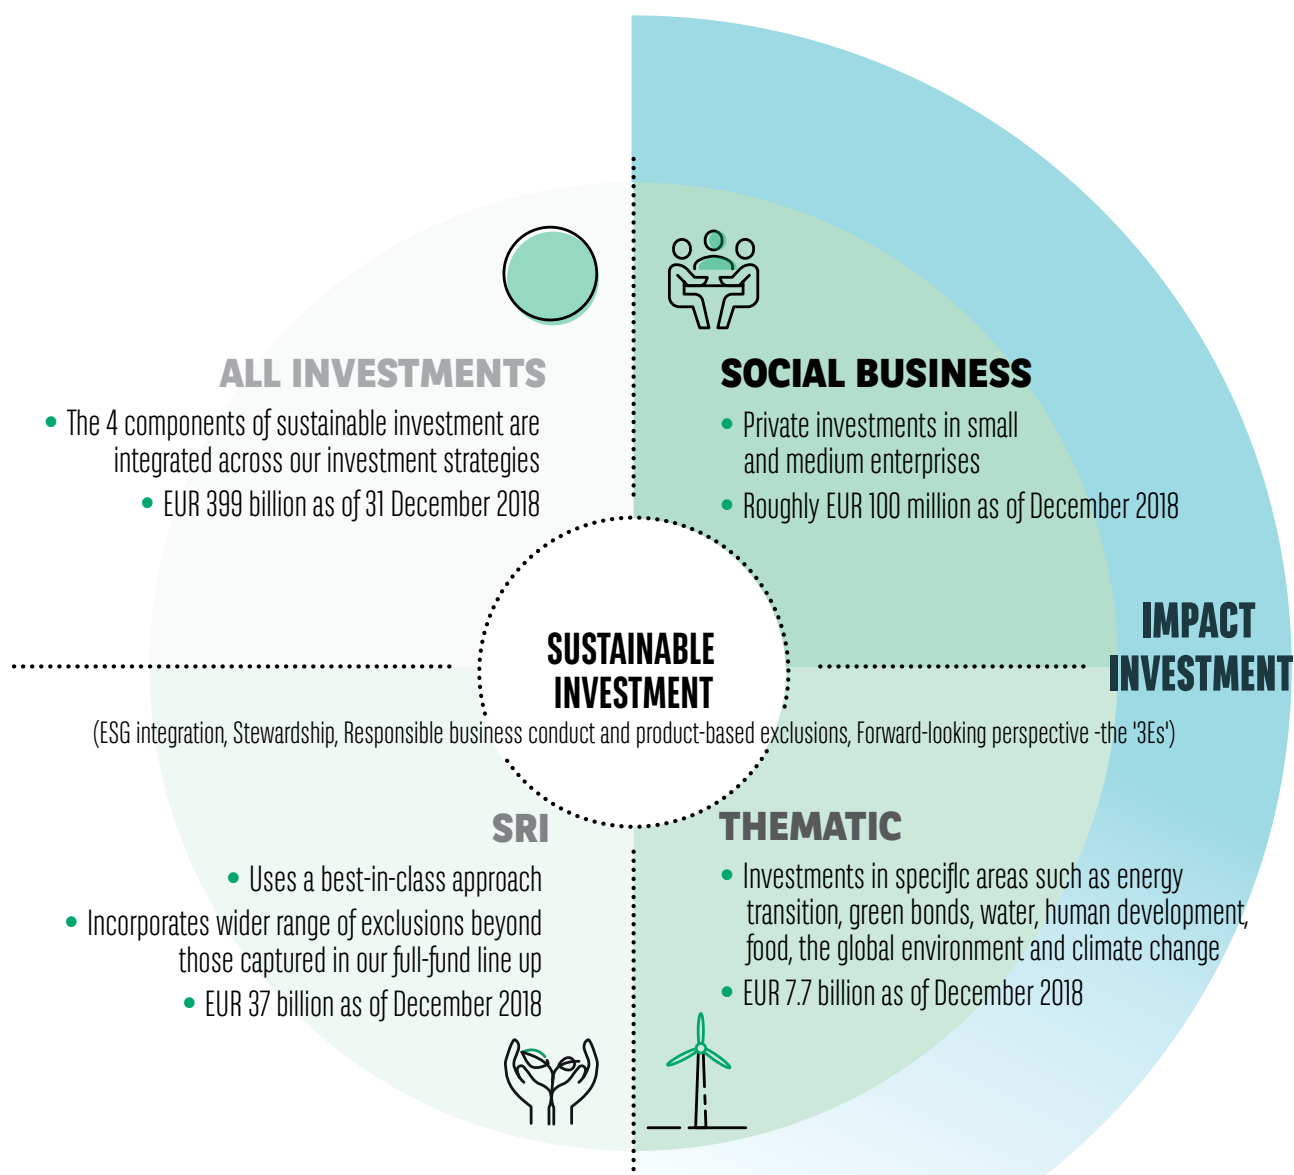 ALL INVESTMENTS
• The 4 components of sustainable investment are
integrated across our investment strategies
• EUR 399 billion as of 31 December 2018
SOCIAL BUSINESS
• Private investments in small
and medium enterprises
• Roughly EUR 100 million as of December 2018
IMPACT
INVESTMENT
SUSTAINABLE
INVESTMENT
(ESG integration, Stewardship, Responsible business conduct and product-based exclusions, Forward-looking perspective -the '3Es')
SRI
• Uses a best-in-class approach
• Incorporates wider range of exclusions beyond
those captured in our full-fund line up
• EUR 37 billion as of December 2018
THEMATIC
• Investments in specific areas such as energy
transition, green bonds, water, human development,
food, the global environment and climate change
• EUR 7.7 billion as of December 2018